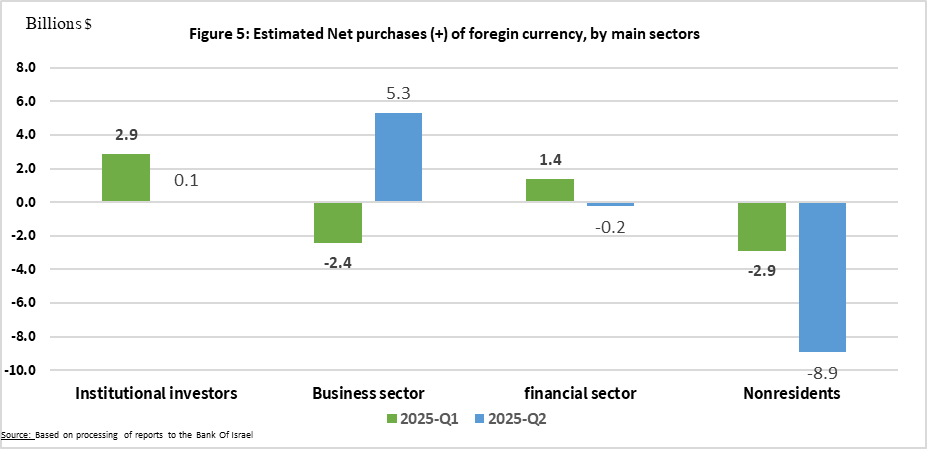 Billions $
Figure 5: Estimated Net purchases (+) of foregin currency, by main sectors
8.0
6.0
4.0
2.0
0.0
-2.0
-4.0
-6.0
-8.0
-10.0
2.9
0.1
-2.4
5.3
1.4
-0.2
-2.9
-8.9
Institutional investors
Business sector
financial sector
Nonresidents
2025-Q1
2025-Q2
Source: Based on processing of reports to the Bank Of Israel